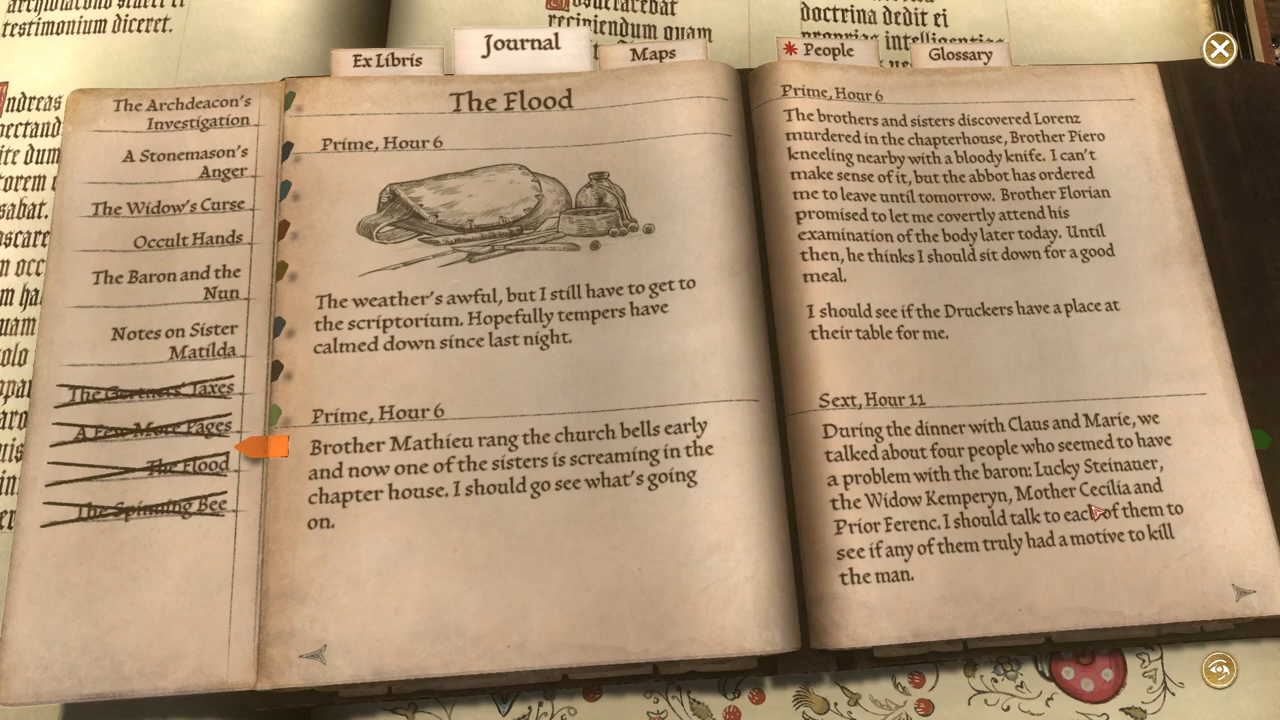 archidiaconо
testimonium diceret.
recipiendum quam
doctrina dedit ei
Ex Libris
Journal
Maps
People
Glossary
The Archdeacon's
Investigation
A Stonemason's
Anger
The Widow's Curse
Occult Hands
The Baron and the
Nun
Notes on Sister
Matilda
The Gertners' Taxes
A Few More Pages
The Flood
The Spinning Bee
The Flood
Prime, Hour 6
The weather's awful, but I still have to get to
the scriptorium. Hopefully tempers have
calmed down since last night.
Prime, Hour 6
Brother Mathieu rang the church bells early
and now one of the sisters is screaming in the
chapter house. I should go see what's going
on.
Prime, Hour 6
The brothers and sisters discovered Lorenz
murdered in the chapterhouse, Brother Piero
kneeling nearby with a bloody knife. I can't
make sense of it, but the abbot has ordered
me to leave until tomorrow. Brother Florian
promised to let me covertly attend his
examination of the body later today. Until
then, he thinks I should sit down for a good
meal.
I should see if the Druckers have a place at
their table for me.
Sext, Hour 11
During the dinner with Claus and Marie, we
talked about four people who seemed to have
a problem with the baron: Lucky Steinauer,
the Widow Kemperyn, Mother Cecilia and
Prior Ferenc. I should talk to each of them to
see if any of them truly had a motive to kill
the man.